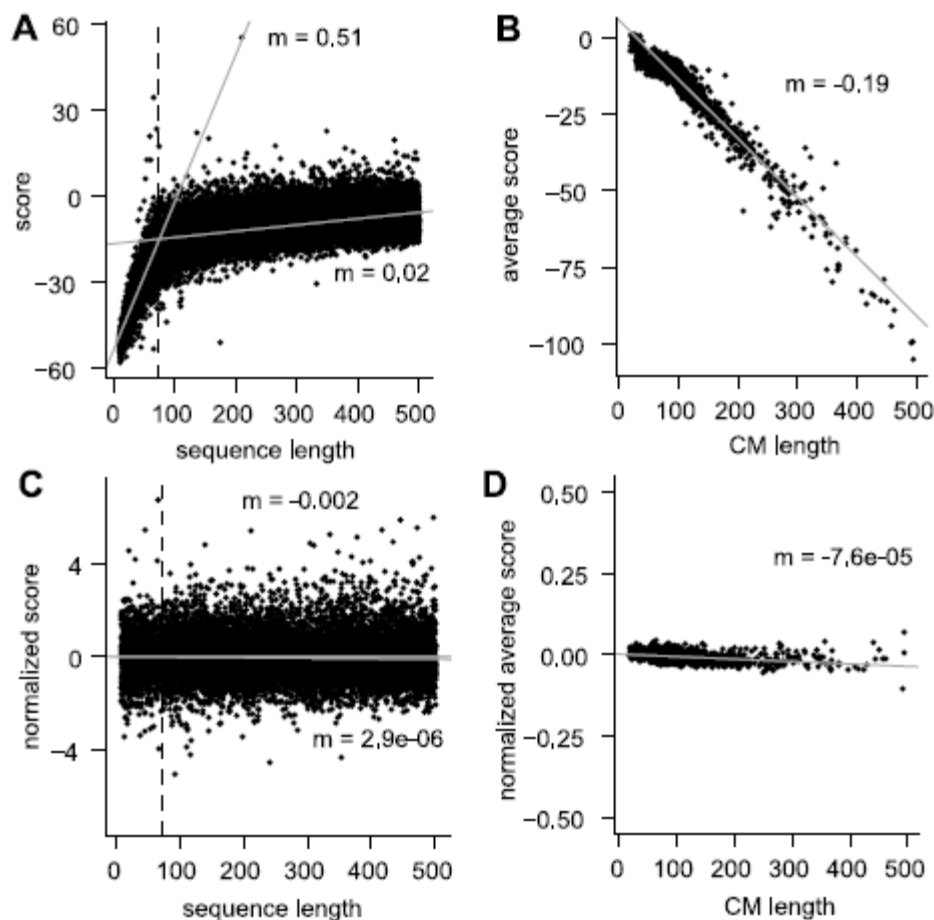 A
60
30
0
−30
−60
score
m = 0.51
m = 0.02
0 100 200 300 400 500
sequence length
B
0
−25
−50
−75
−100
average score
m = −0.19
0 100 200 300 400 500
CM length
C
4
0
−4
normalized score
m = −0.002
m = 2.9e−06
0 100 200 300 400 500
sequence length
D
0.50
0.25
0.00
−0.25
−0.50
normalized average score
m = −7.6e−05
0 100 200 300 400 500
CM length